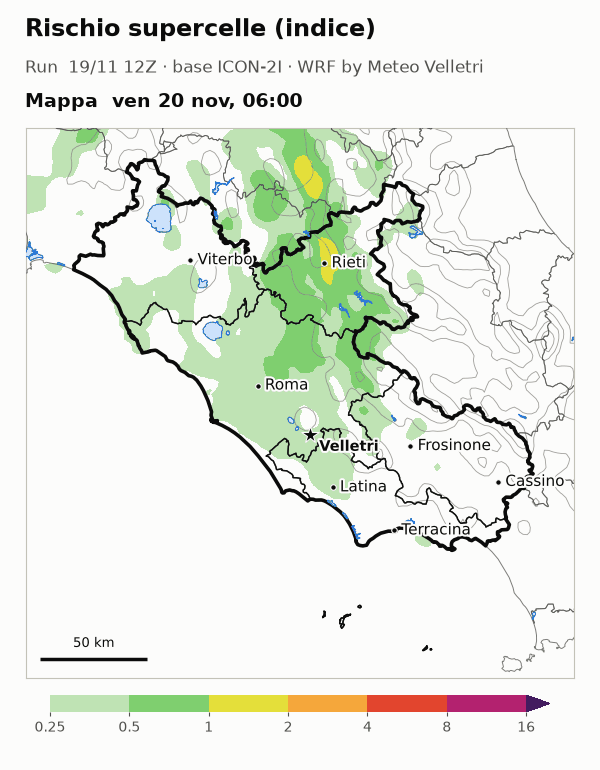 Rischio supercelle (indice)
Run  19/11 12Z · base ICON-2I · WRF by Meteo Velletri
Mappa  ven 20 nov, 06:00
Viterbo
Rieti
Roma
Velletri
Frosinone
Latina
Cassino
Terracina
50 km
0.25 0.5 1 2 4 8 16